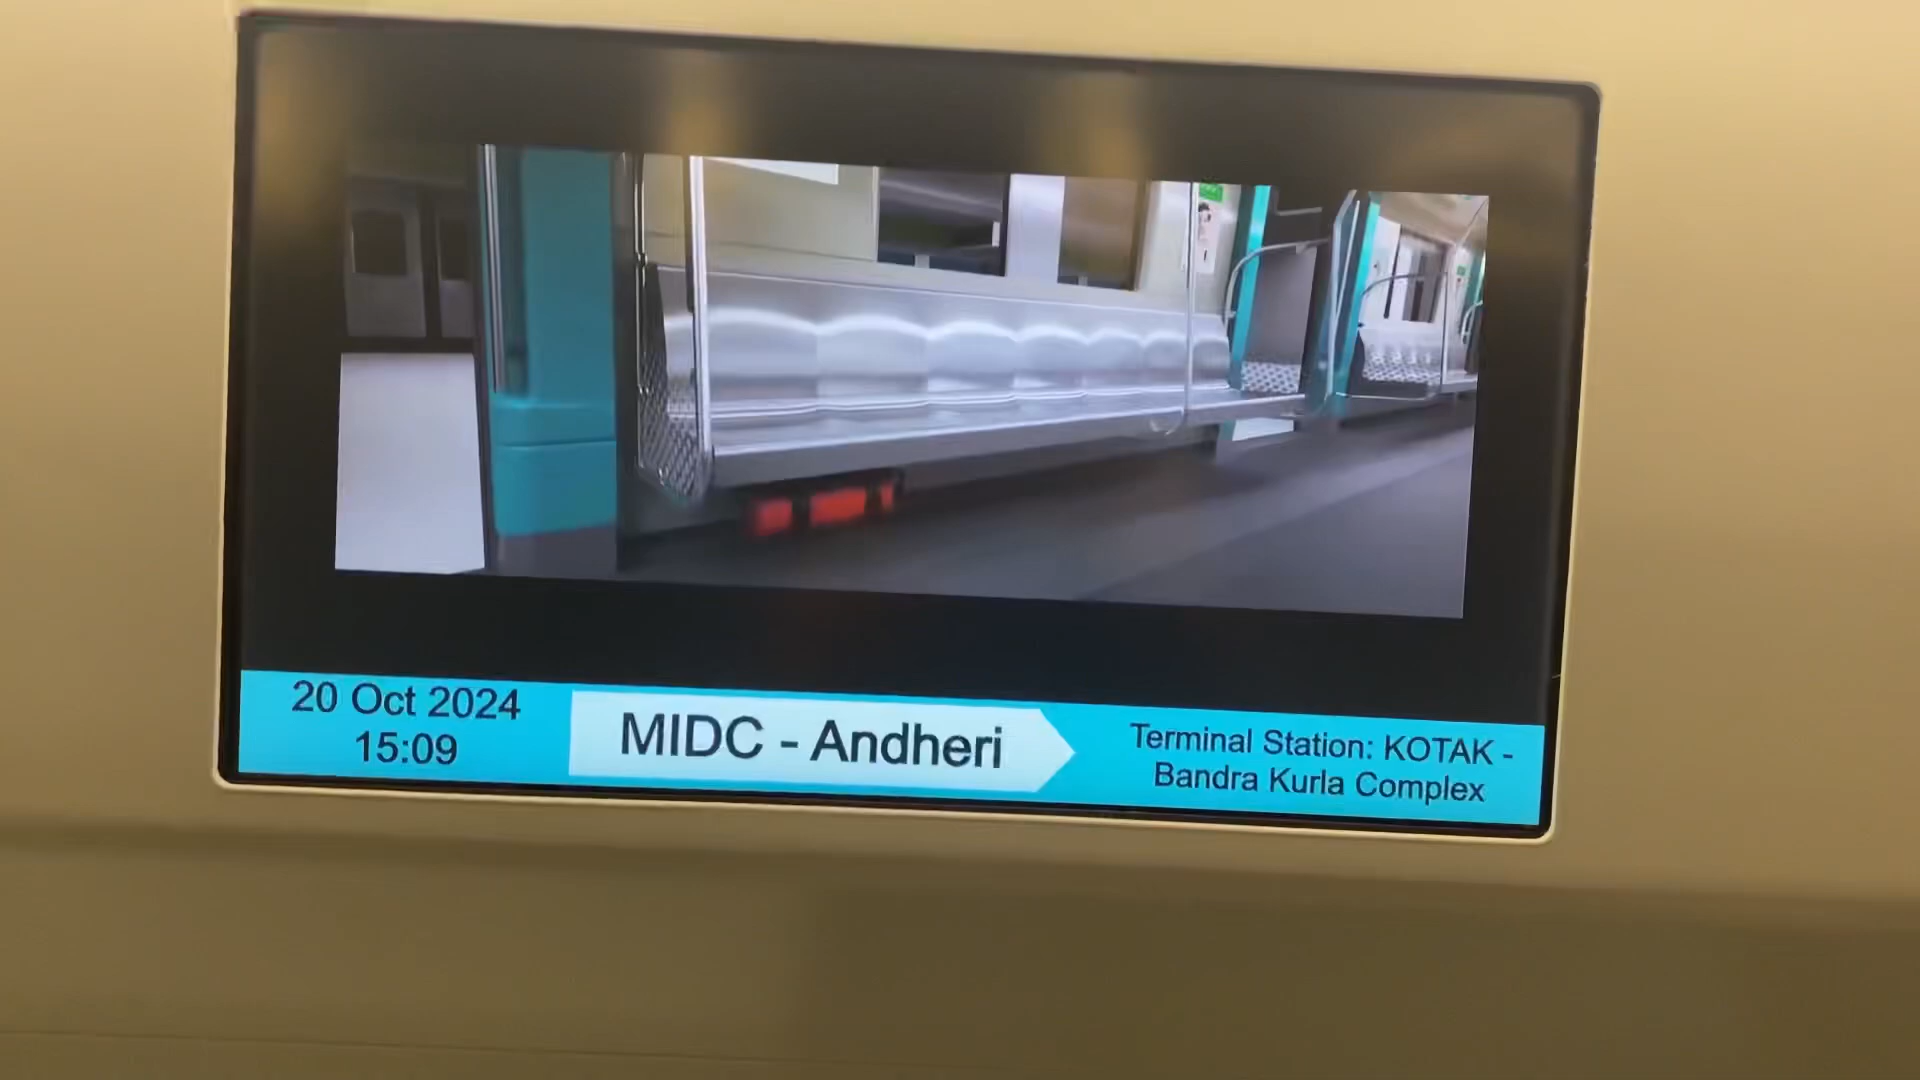 20 Oct 2024
15:09
MIDC - Andheri
Terminal Station: KOTAK -
Bandra Kurla Complex